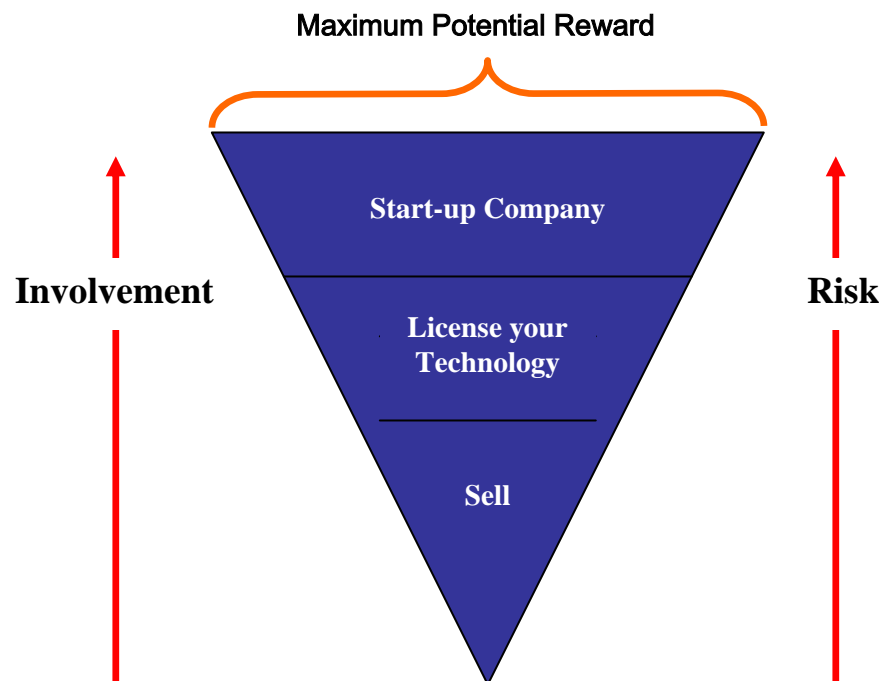 Maximum Potential Reward
Start-up Company
Involvement
Risk
License your
Technology
Sell